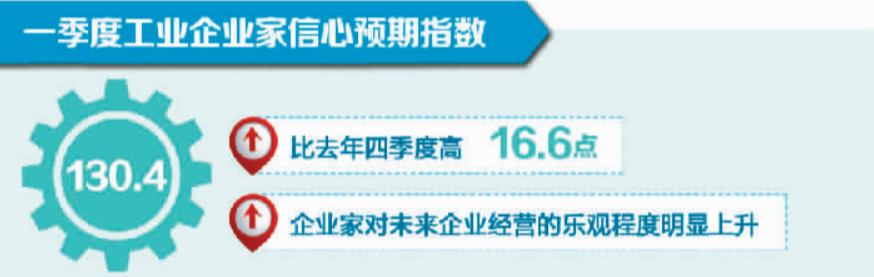 一季度工业企业家信心预期指数
130.4
比去年四季度高 16.6点
企业家对未来企业经营的乐观程度明显上升